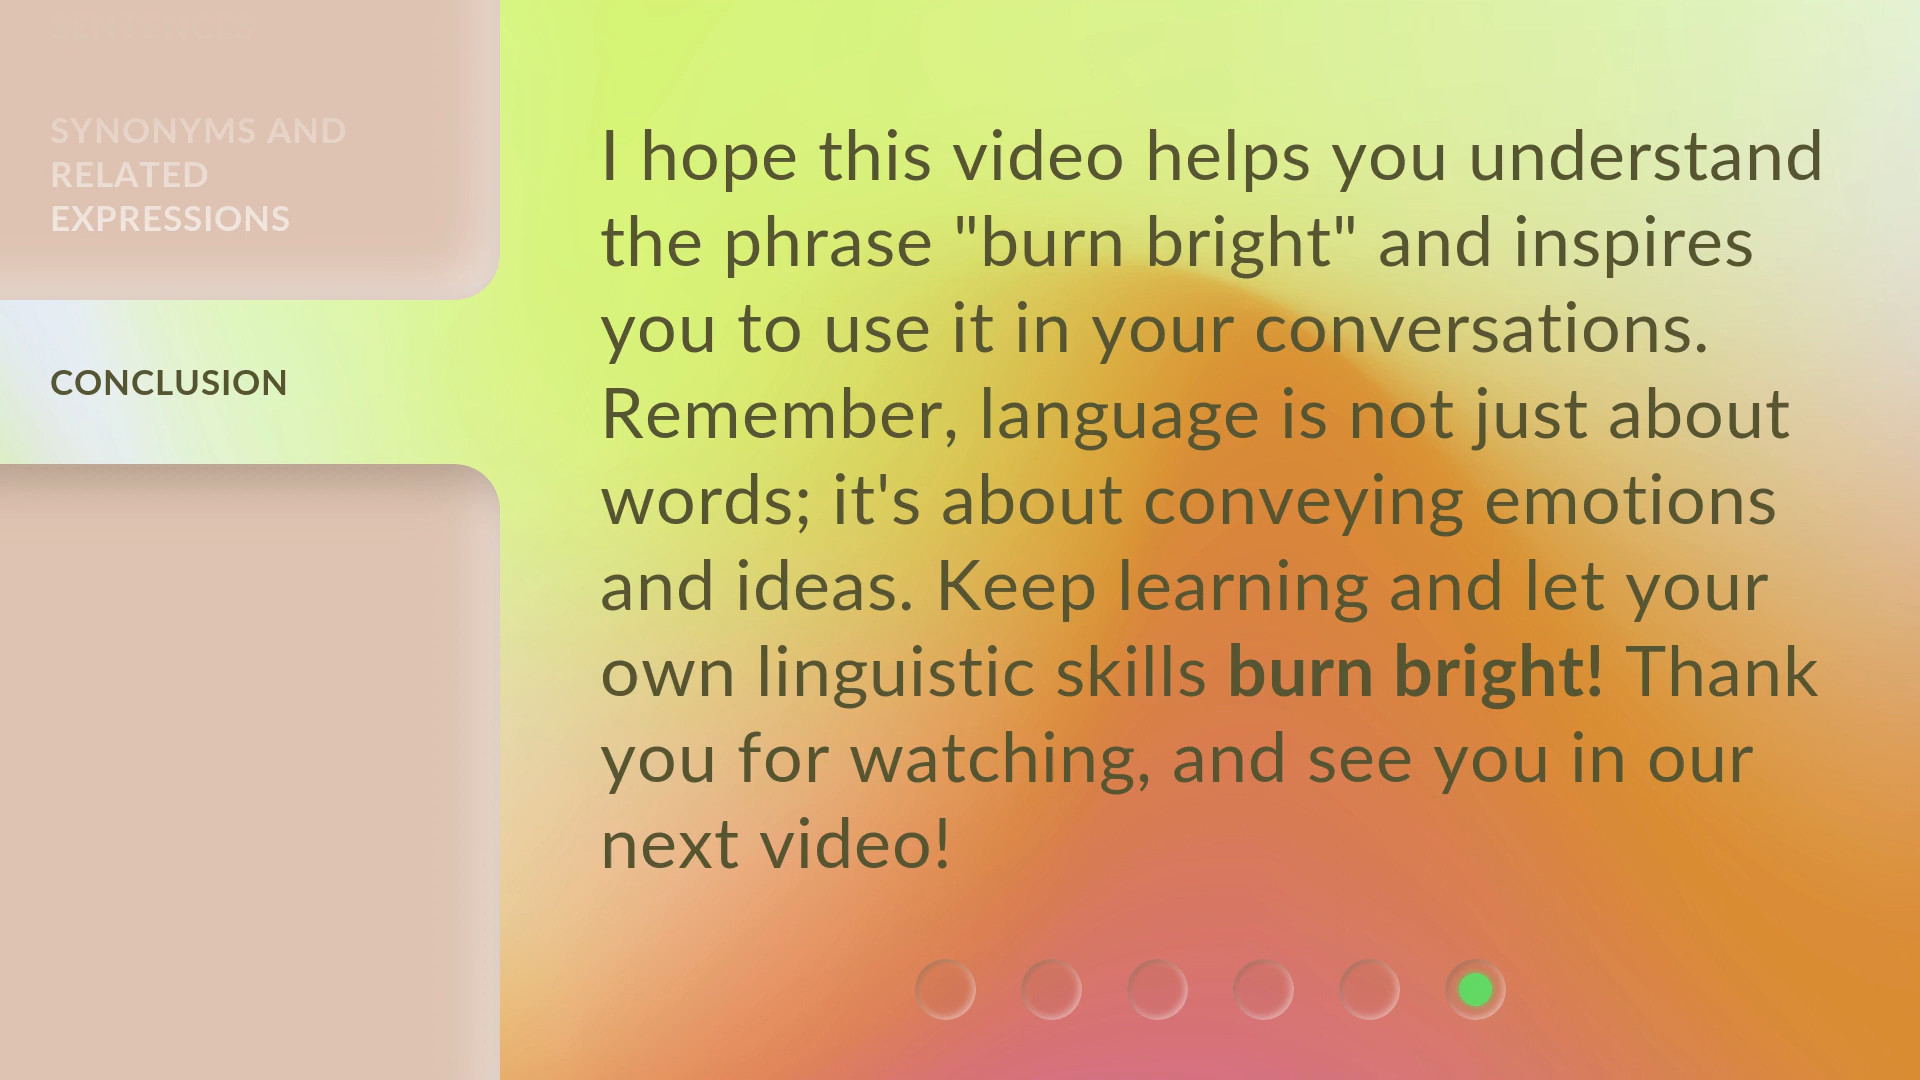 SYNONYMS AND
RELATED
EXPRESSIONS
CONCLUSION
I hope this video helps you understand
the phrase "burn bright" and inspires
you to use it in your conversations.
Remember, language is not just about
words; it's about conveying emotions
and ideas. Keep learning and let your
own linguistic skills burn bright! Thank
you for watching, and see you in our
next video!